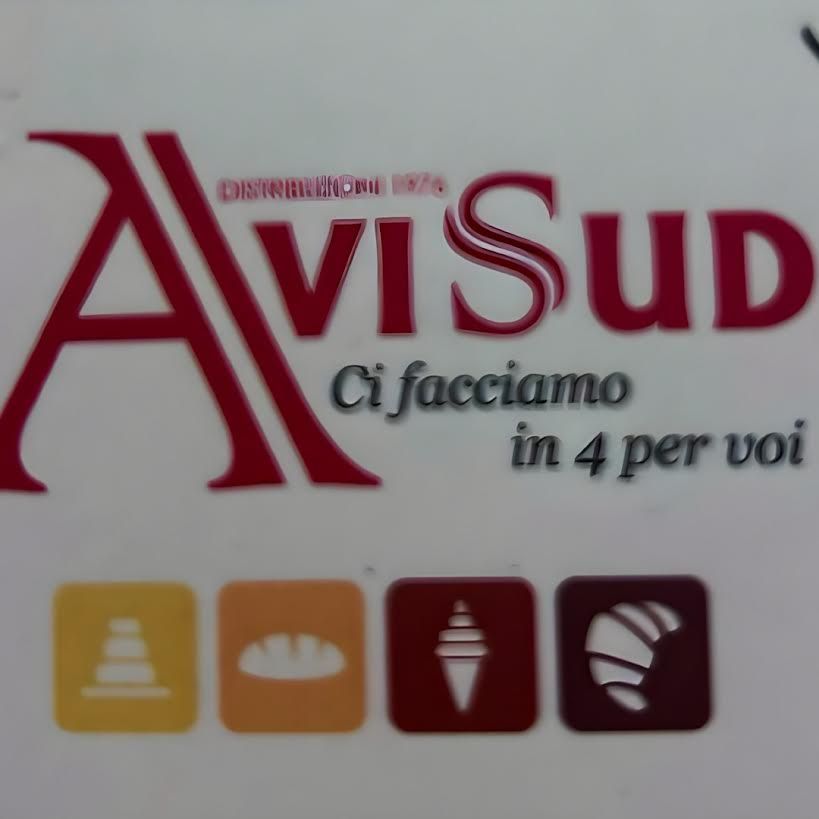 AVISUD
Ci facciamo
in 4 per voi